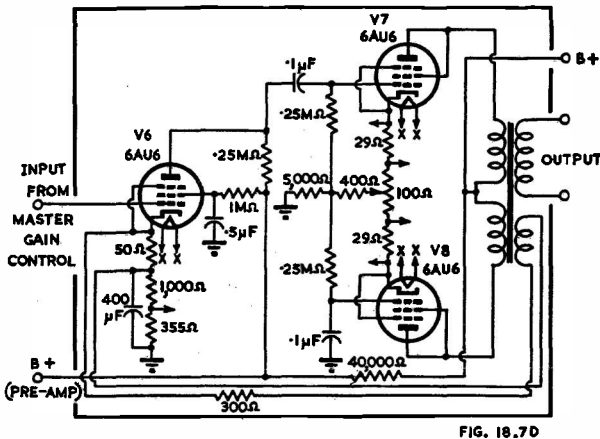 V7
6AU6
B+
.1µF
.25MΩ
V6
6AU6
X X
29Ω
INPUT
FROM
MASTER
GAIN
CONTROL
.25MΩ
1MΩ
.5µF
5,000Ω
400Ω
100Ω
OUTPUT
50Ω
X X
1,000Ω
400
µF
355Ω
29Ω
V8
6AU6
X X
.25MΩ
.1µF
B+
(PRE-AMP)
40,000Ω
300Ω
FIG. 18.7D